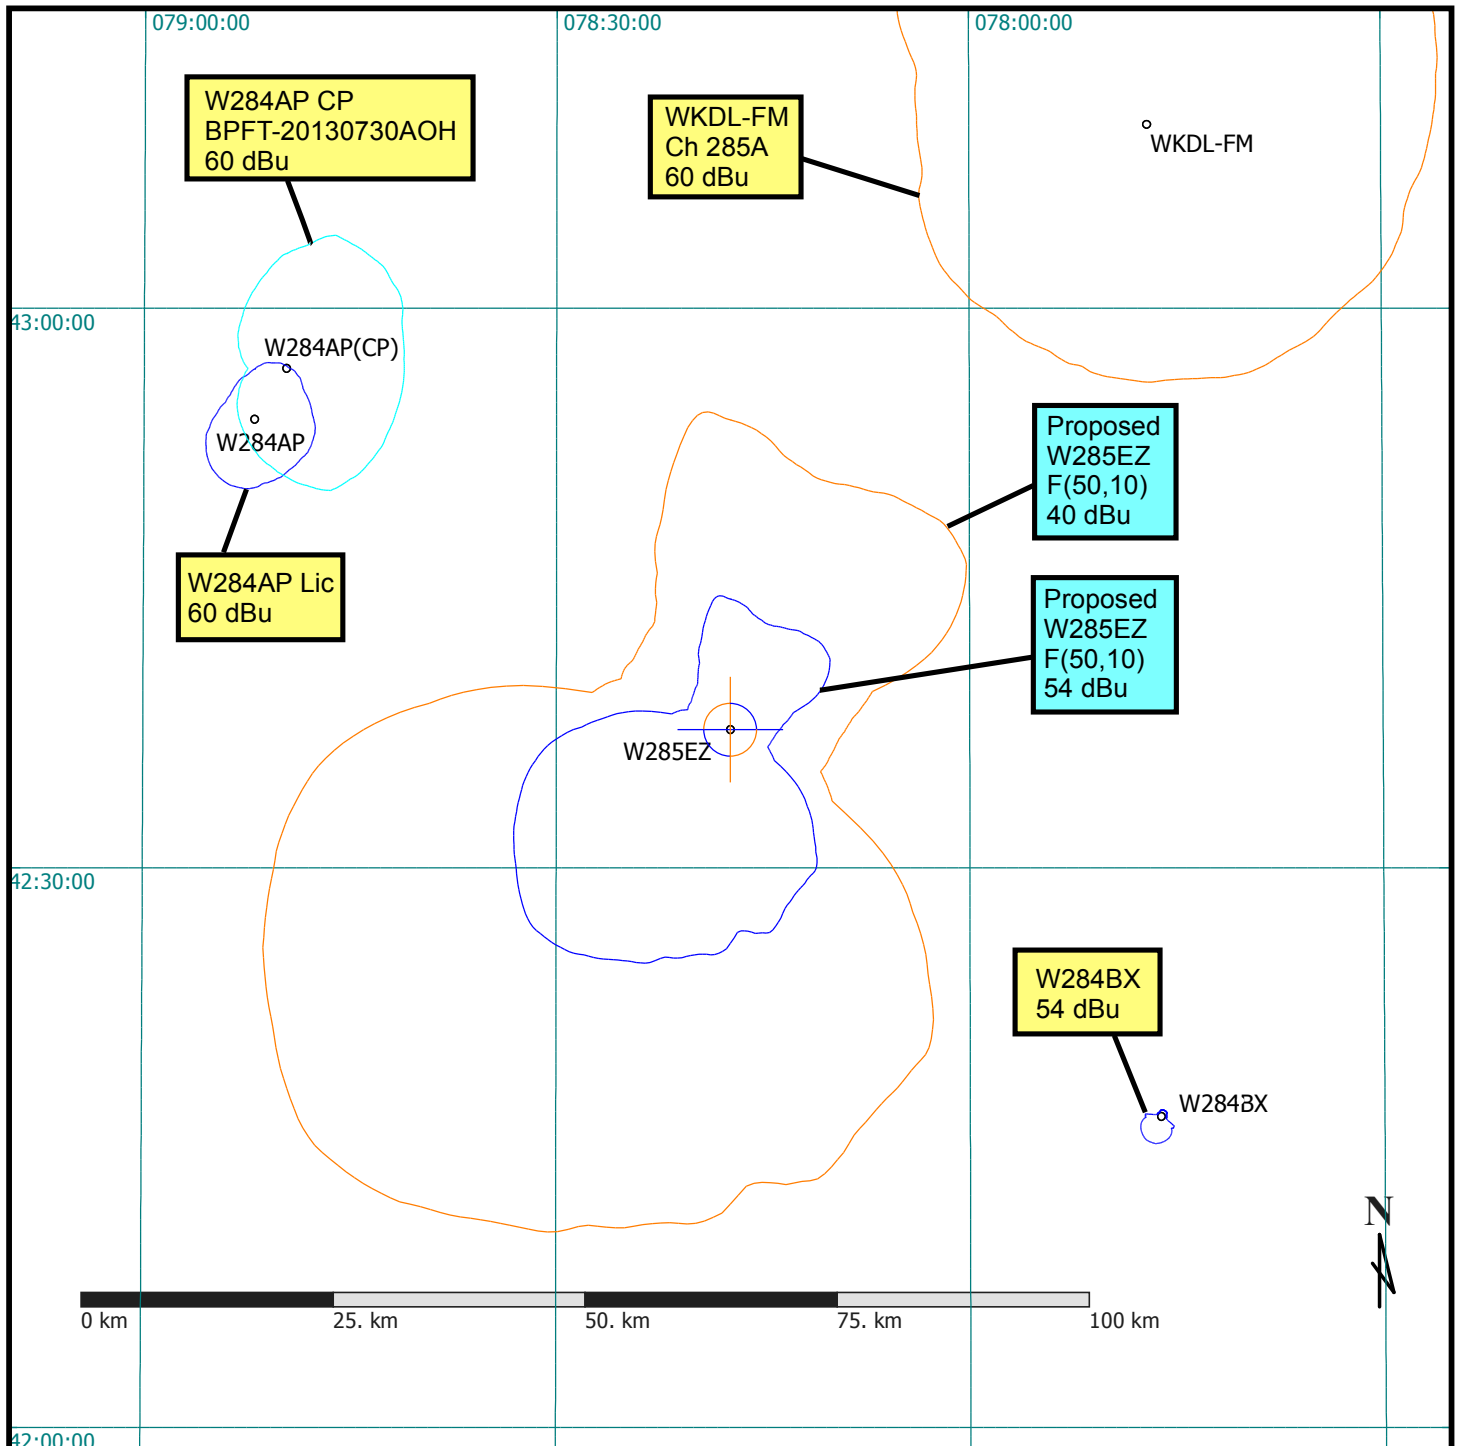 079:00:00
078:30:00
078:00:00
W284AP CP
BPFT-20130730AOH
60 dBu
WKDL-FM
Ch 285A
60 dBu
WKDL-FM
43:00:00
W284AP(CP)
W284AP
Proposed
W285EZ
F(50,10)
40 dBu
W284AP Lic
60 dBu
Proposed
W285EZ
F(50,10)
54 dBu
W285EZ
42:30:00
W284BX
54 dBu
W284BX
N
0 km
25. km
50. km
75. km
100 km
42:00:00